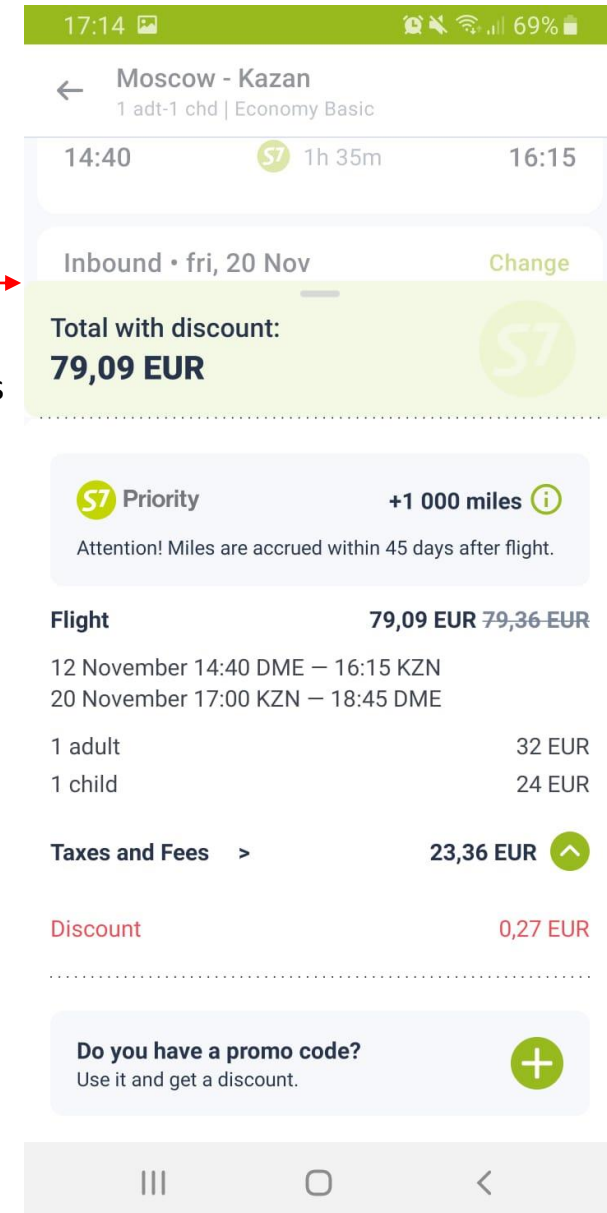 17:14 69%
Moscow - Kazan
1 adt-1 chd | Economy Basic
14:40 S7 1h 35m 16:15
Inbound • fri, 20 Nov Change
Total with discount:
79,09 EUR
S7
s
S7 Priority +1 000 miles
Attention! Miles are accrued within 45 days after flight.
Flight 79,09 EUR 79,36 EUR
12 November 14:40 DME — 16:15 KZN
20 November 17:00 KZN — 18:45 DME
1 adult 32 EUR
1 child 24 EUR
Taxes and Fees > 23,36 EUR
Discount 0,27 EUR
Do you have a promo code?
Use it and get a discount.